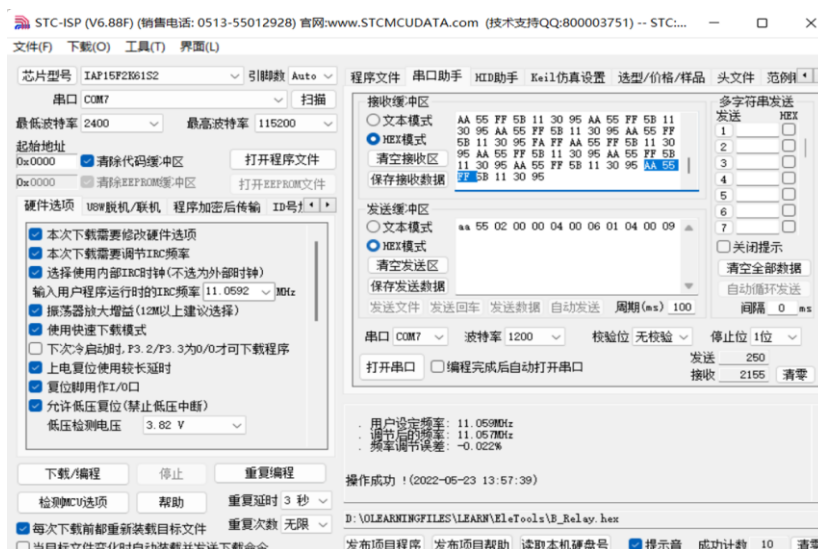 STC-ISP (V6.88F) (销售电话: 0513-55012928) 官网:www.STCMCUDATA.com (技术支持QQ:800003751) -- STC:...
文件(F) 下载(O) 工具(T) 界面(L)
芯片型号 IAP15F2K61S2 引脚数 Auto
串口 COM7 扫描
最低波特率 2400 最高波特率 115200
起始地址
0x0000 清除代码缓冲区 打开程序文件
0x0000 清除EEPROM缓冲区 打开EEPROM文件
硬件选项 U8W脱机/联机 程序加密后传输 ID号
本次下载需要修改硬件选项
本次下载需要调节IRC频率
选择使用内部IRC时钟(不选为外部时钟)
输入用户程序运行时的IRC频率 11.0592 MHz
振荡器放大增益(12M以上建议选择)
使用快速下载模式
下次冷启动时,P3.2/P3.3为0/0才可下载程序
上电复位使用较长延时
复位脚用作I/O口
允许低压复位(禁止低压中断)
低压检测电压 3.82 V
下载/编程 停止 重复编程
检测MCU选项 帮助 重复延时 3 秒
每次下载前都重新装载目标文件 重复次数 无限
当目标文件变化时自动装载并发送下载命令
程序文件 串口助手 HID助手 Keil仿真设置 选型/价格/样品 头文件 范例
接收缓冲区
文本模式
HEX模式
清空接收区
保存接收数据
AA 55 FF 5B 11 30 95 AA 55 FF 5B 11
30 95 AA 55 FF 5B 11 30 95 AA 55 FF
5B 11 30 95 FA FF AA 55 FF 5B 11 30
95 AA 55 FF 5B 11 30 95 AA 55 FF 5B
11 30 95 AA 55 FF 5B 11 30 95 AA 55
FF 5B 11 30 95
发送缓冲区
文本模式
HEX模式
清空发送区
保存发送数据
aa 55 02 00 00 04 00 06 01 04 00 09
发送文件 发送回车 发送数据 自动发送 周期(ms) 100
多字符串发送
发送 HEX
1
2
3
4
5
6
7
关闭提示
清空全部数据
自动循环发送
间隔 0 ms
串口 COM7 波特率 1200 校验位 无校验 停止位 1位
打开串口 编程完成后自动打开串口
发送 250
接收 2155 清零
. 用户设定频率: 11.059MHz
. 调节后的频率: 11.057MHz
. 频率调节误差: -0.022%
操作成功 !(2022-05-23 13:57:39)
D:\OLEARNINGFILES\LEARN\EleTools\B_Relay.hex
发布项目程序 发布项目帮助 读取本机硬盘号 提示音 成功计数 10 清零